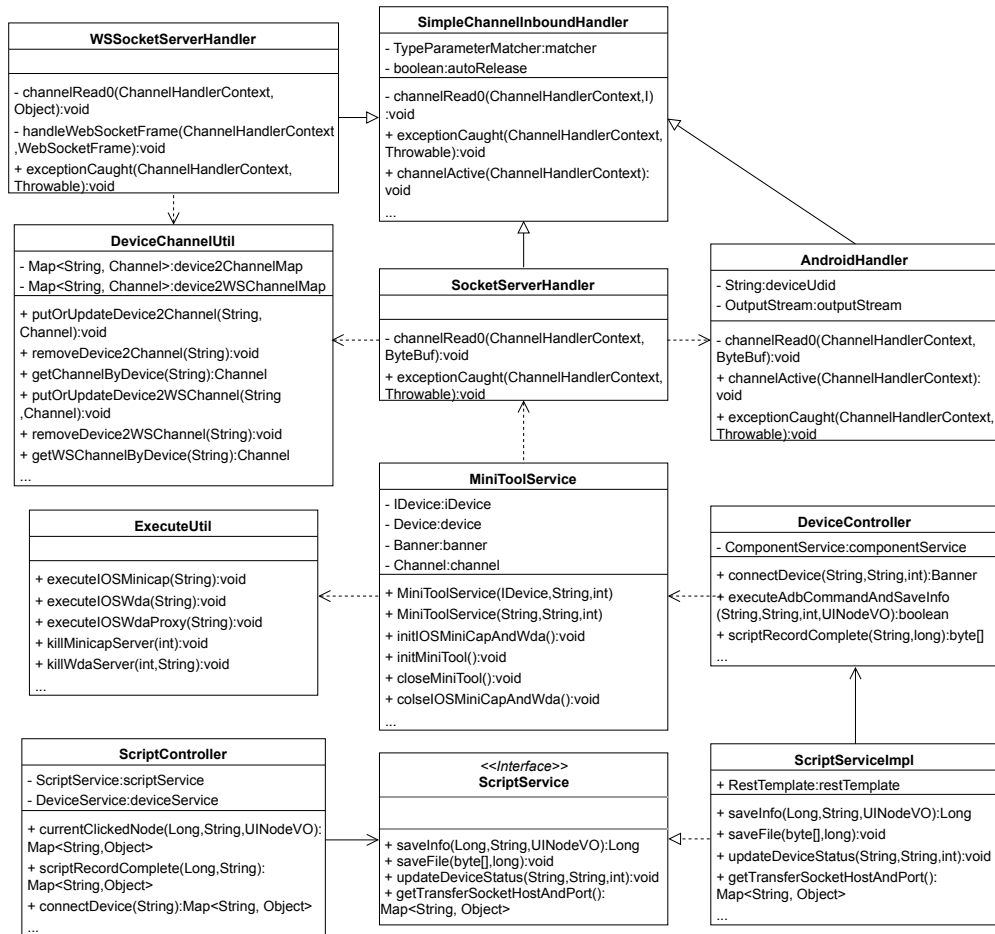 WSSocketServerHandler
- channelRead0(ChannelHandlerContext,
Object):void
- handleWebSocketFrame(ChannelHandlerContext
,WebSocketFrame):void
+ exceptionCaught(ChannelHandlerContext,
Throwable):void
SimpleChannelInboundHandler
- TypeParameterMatcher:matcher
- boolean:autoRelease
- channelRead0(ChannelHandlerContext,I)
:void
+ exceptionCaught(ChannelHandlerContext,
Throwable):void
+ channelActive(ChannelHandlerContext):
void
...
DeviceChannelUtil
- Map<String, Channel>:device2ChannelMap
- Map<String, Channel>:device2WSChannelMap
+ putOrUpdateDevice2Channel(String,
Channel):void
+ removeDevice2Channel(String):void
+ getChannelByDevice(String):Channel
+ putOrUpdateDevice2WSChannel(String
,Channel):void
+ removeDevice2WSChannel(String):void
+ getWSChannelByDevice(String):Channel
...
SocketServerHandler
- channelRead0(ChannelHandlerContext,
ByteBuf):void
+ exceptionCaught(ChannelHandlerContext,
Throwable):void
AndroidHandler
- String:deviceUdid
- OutputStream:outputStream
- channelRead0(ChannelHandlerContext,
ByteBuf):void
+ channelActive(ChannelHandlerContext):
void
+ exceptionCaught(ChannelHandlerContext,
Throwable):void
ExecuteUtil
+ executeIOSMinicap(String):void
+ executeIOSWda(String):void
+ executeIOSWdaProxy(String):void
+ killMinicapServer(int):void
+ killWdaServer(int,String):void
...
MiniToolService
- IDevice:iDevice
- Device:device
- Banner:banner
- Channel:channel
+ MiniToolService(IDevice,String,int)
+ MiniToolService(String,String,int)
+ initIOSMiniCapAndWda():void
+ initMiniTool():void
+ closeMiniTool():void
+ colseIOSMiniCapAndWda():void
...
DeviceController
- ComponentService:componentService
+ connectDevice(String,String,int):Banner
+ executeAdbCommandAndSaveInfo
(String,String,int,UINodeVO):boolean
+ scriptRecordComplete(String,long):byte[]
...
ScriptController
- ScriptService:scriptService
- DeviceService:deviceService
+ currentClickedNode(Long,String,UINodeVO):
Map<String,Object>
+ scriptRecordComplete(Long,String):
Map<String,Object>
+ connectDevice(String):Map<String, Object>
...
<<Interface>>
ScriptService
+ saveInfo(Long,String,UINodeVO):Long
+ saveFile(byte[],long):void
+ updateDeviceStatus(String,String,int):void
+ getTransferSocketHostAndPort():
Map<String, Object>
ScriptServiceImpl
+ RestTemplate:restTemplate
+ saveInfo(Long,String,UINodeVO):Long
+ saveFile(byte[],long):void
+ updateDeviceStatus(String,String,int):void
+ getTransferSocketHostAndPort():
Map<String, Object>
...